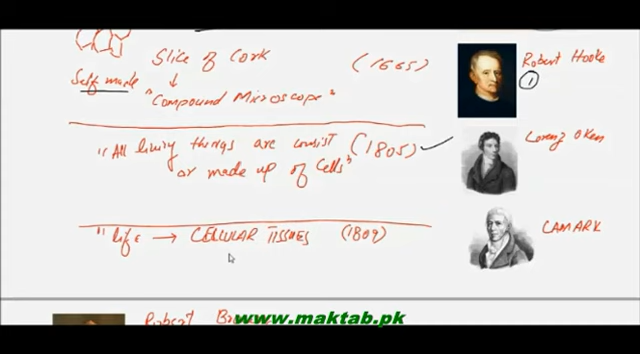 Slice of Cork (1665)
Robert Hooke
1
Self made
"Compound Microscope"
"All living things are consist (1805)
or made up of Cells"
Lorenz Oken
"life → CELLULAR TISSUES (1809)
LAMARK
Robert
www.maktab.pk